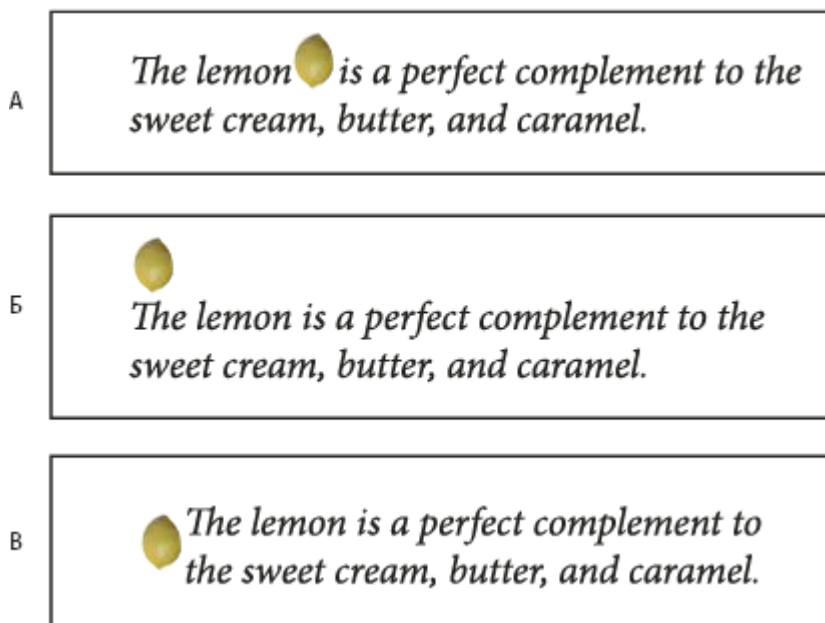 А
The lemon is a perfect complement to the
sweet cream, butter, and caramel.
Б
The lemon is a perfect complement to the
sweet cream, butter, and caramel.
В
The lemon is a perfect complement to
the sweet cream, butter, and caramel.